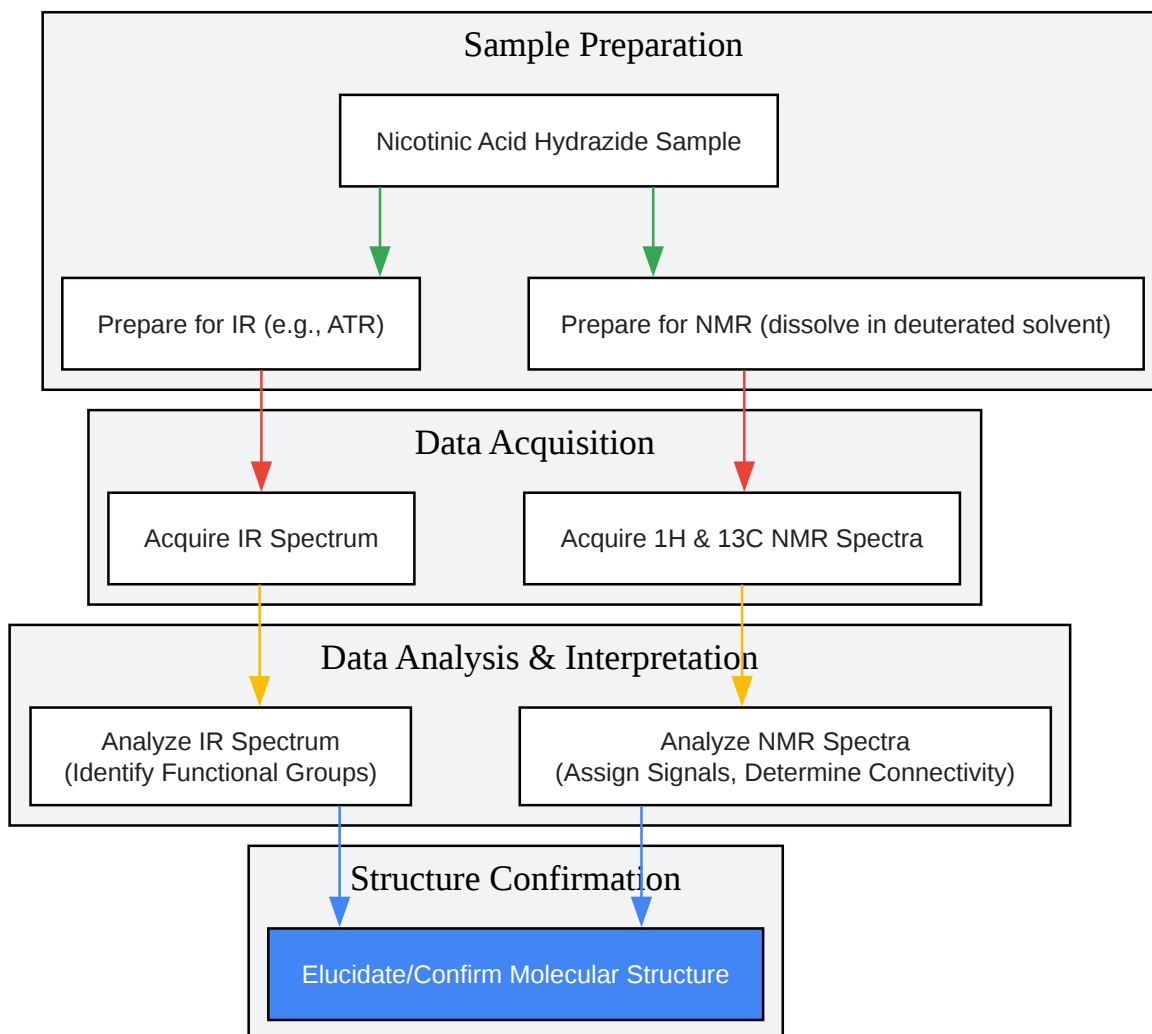 Sample Preparation
Nicotinic Acid Hydrazide Sample
Prepare for IR (e.g., ATR)
Prepare for NMR (dissolve in deuterated solvent)
Data Acquisition
Acquire IR Spectrum
Acquire 1H & 13C NMR Spectra
Data Analysis & Interpretation
Analyze IR Spectrum
(Identify Functional Groups)
Analyze NMR Spectra
(Assign Signals, Determine Connectivity)
Structure Confirmation
Elucidate/Confirm Molecular Structure